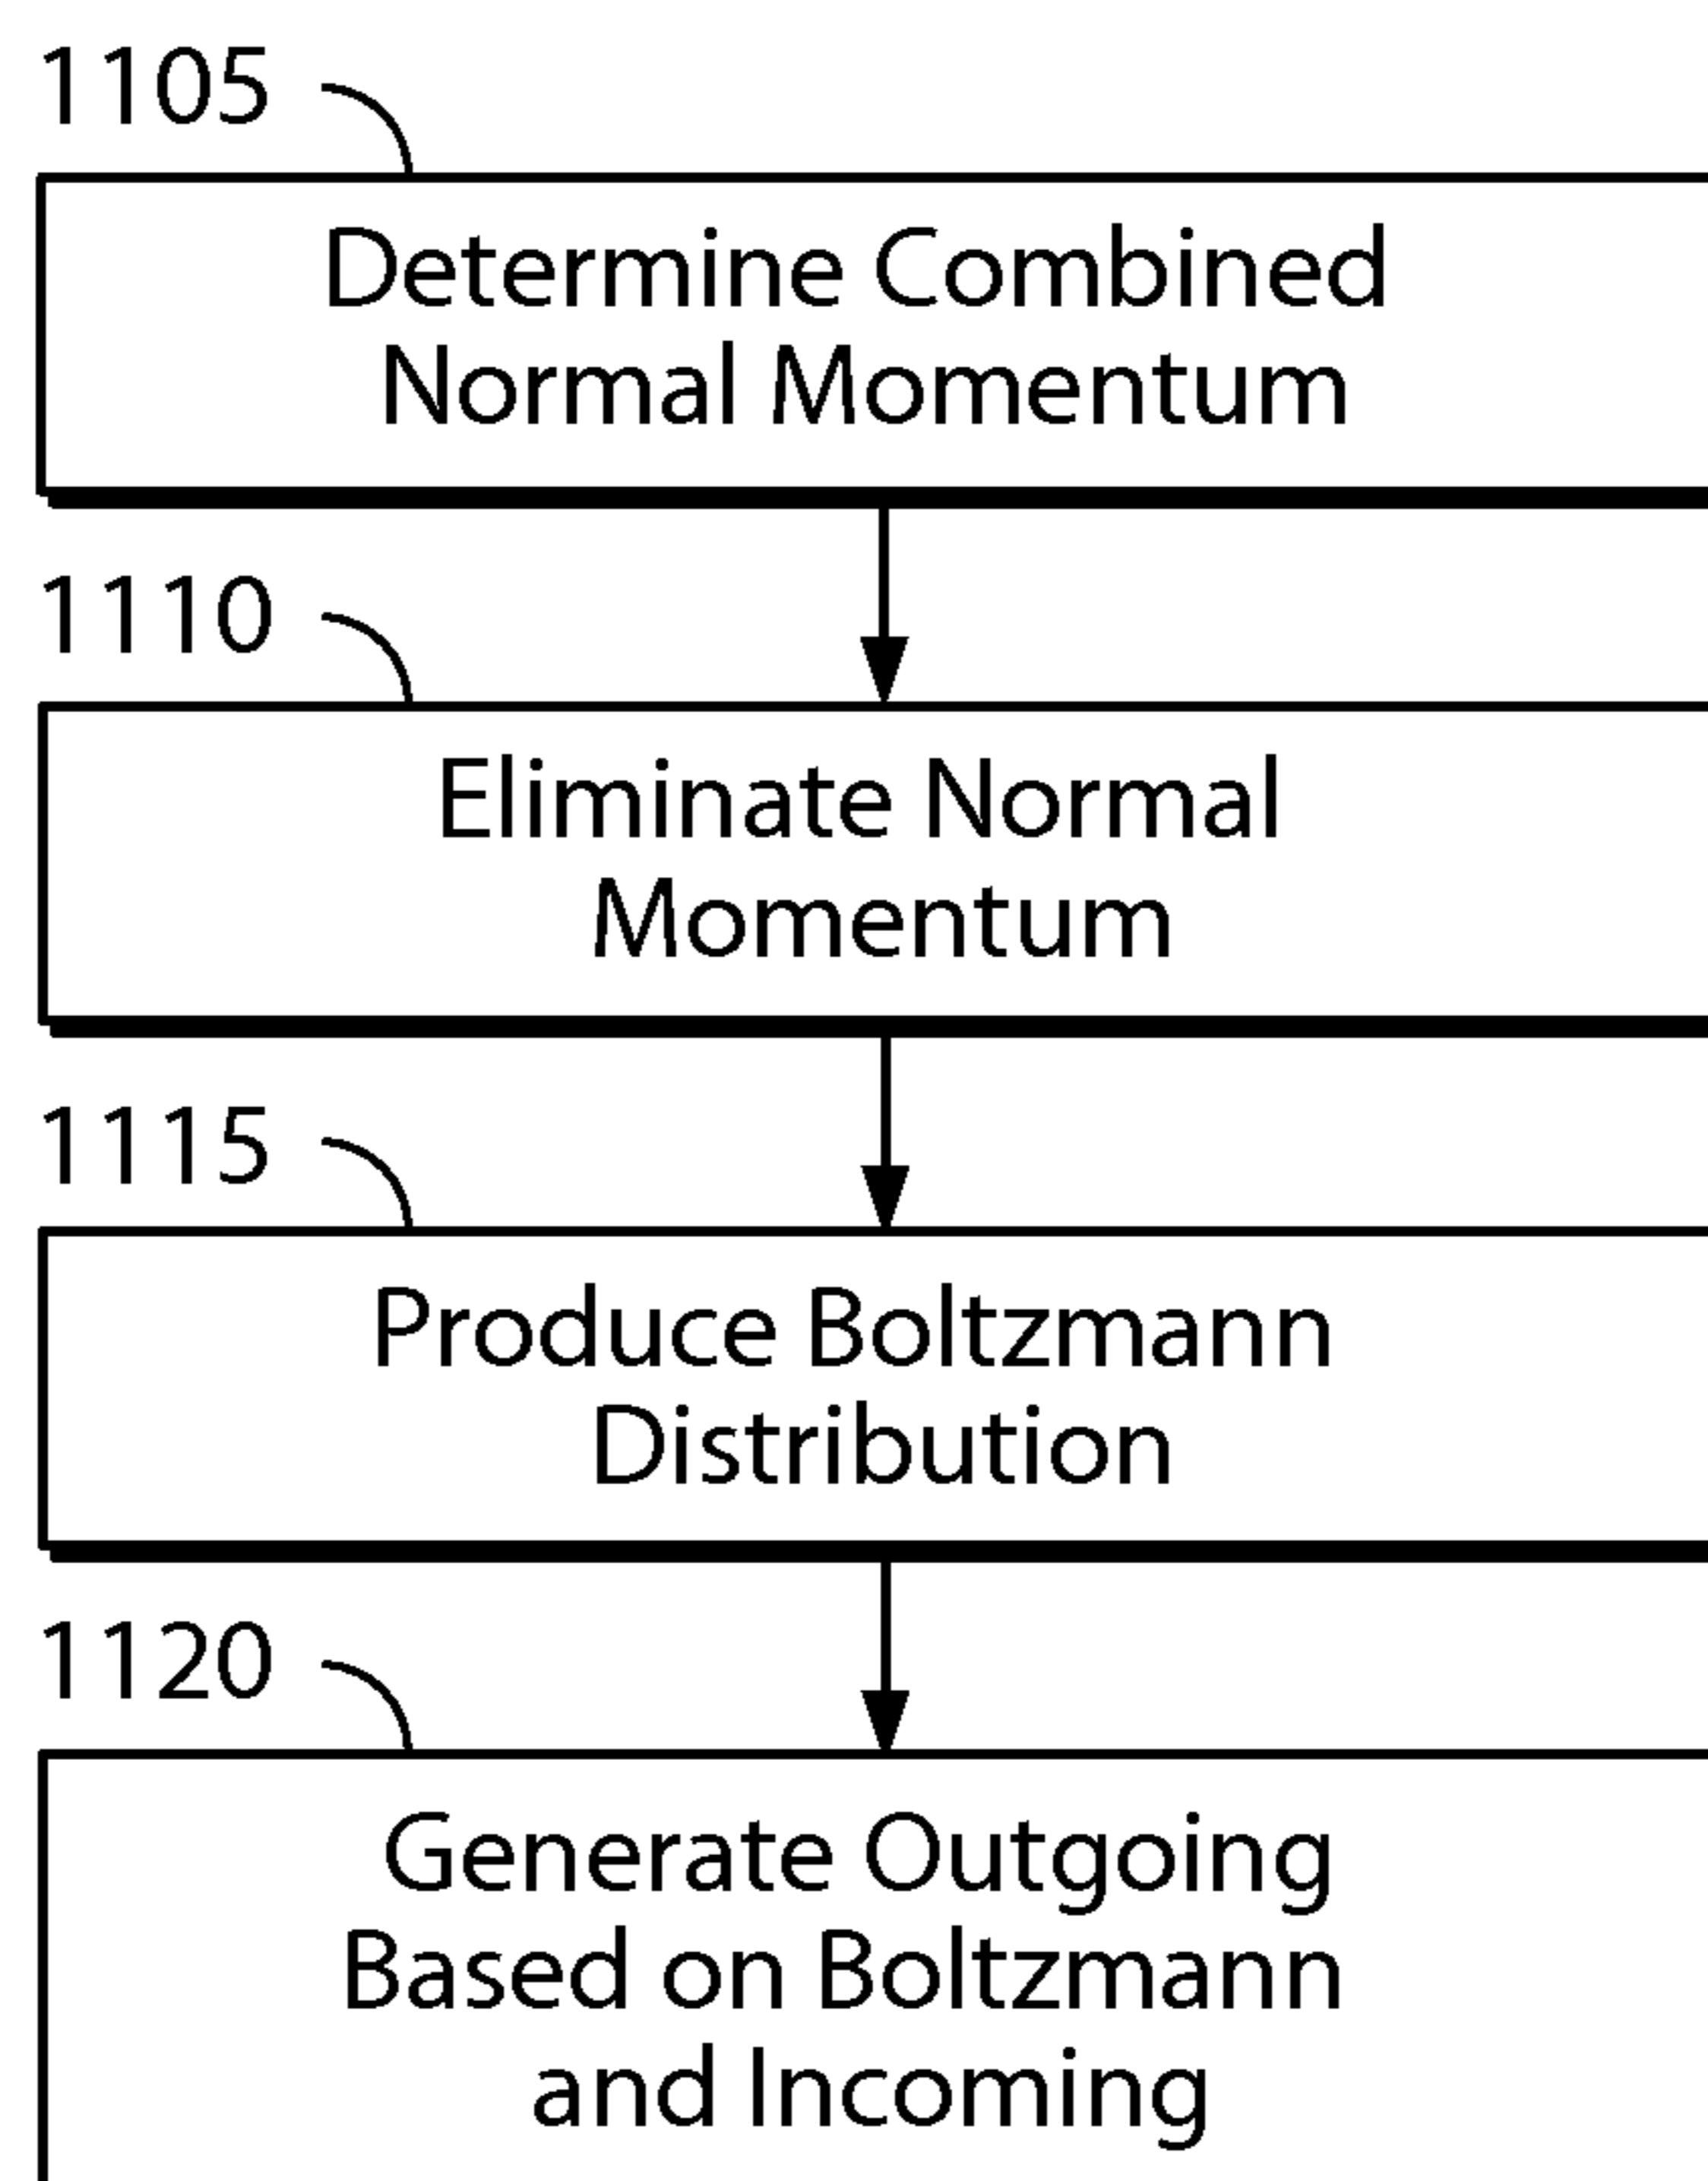 1105
Determine Combined
Normal Momentum
1110
Eliminate Normal
Momentum
1115
Produce Boltzmann
Distribution
1120
Generate Outgoing
Based on Boltzmann
and Incoming